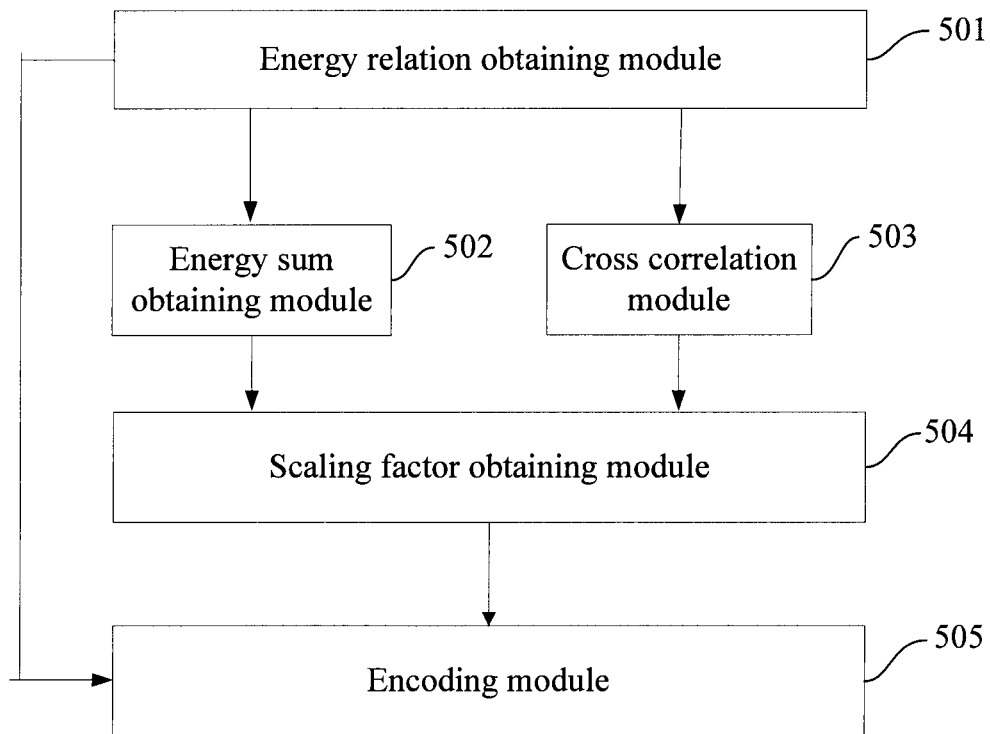 501
Energy relation obtaining module
502
Energy sum
obtaining module
503
Cross correlation
module
504
Scaling factor obtaining module
505
Encoding module